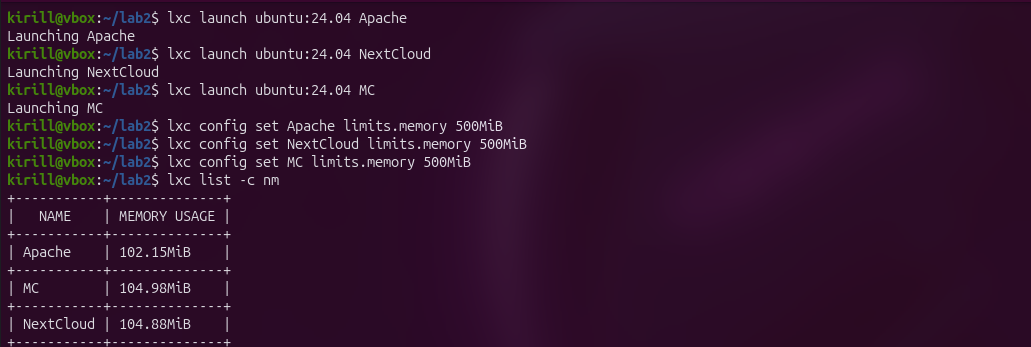 kirill@vbox:~/lab2$ lxc launch ubuntu:24.04 Apache
Launching Apache
kirill@vbox:~/lab2$ lxc launch ubuntu:24.04 NextCloud
Launching NextCloud
kirill@vbox:~/lab2$ lxc launch ubuntu:24.04 MC
Launching MC
kirill@vbox:~/lab2$ lxc config set Apache limits.memory 500MiB
kirill@vbox:~/lab2$ lxc config set NextCloud limits.memory 500MiB
kirill@vbox:~/lab2$ lxc config set MC limits.memory 500MiB
kirill@vbox:~/lab2$ lxc list -c nm
+-----------+--------------+
|   NAME    | MEMORY USAGE |
+-----------+--------------+
| Apache    | 102.15MiB    |
+-----------+--------------+
| MC        | 104.98MiB    |
+-----------+--------------+
| NextCloud | 104.88MiB    |
+-----------+--------------+